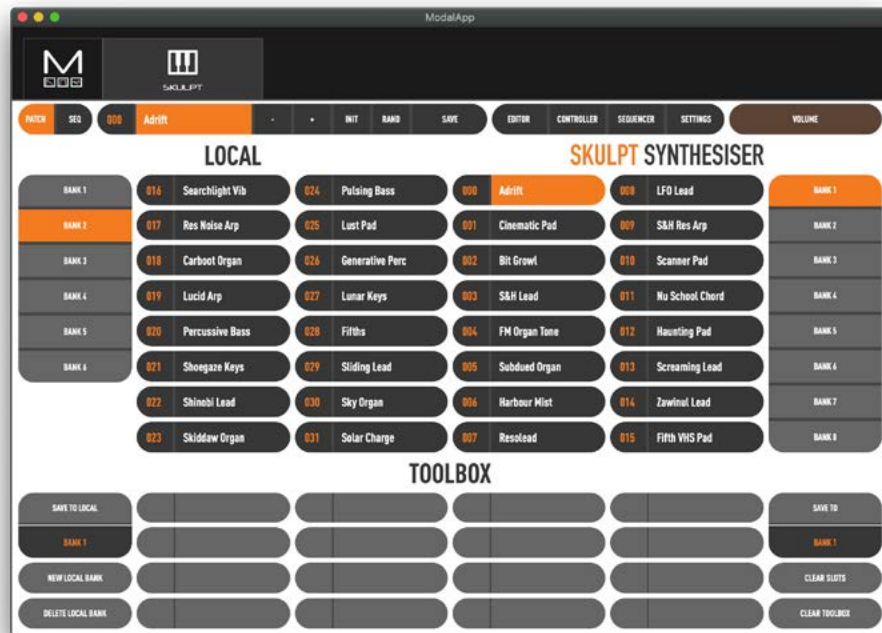 ModalApp
M
SKULPT
PATCH SEQ 000 Adrift - + INIT RAND SAVE EDITOR CONTROLLER SEQUENCER SETTINGS VOLUME
LOCAL SKULPT SYNTHESISER
BANK 1 016 Searchlight Vib 024 Pulsing Bass 000 Adrift 008 LFO Lead BANK 1
BANK 2 017 Res Noise Arp 025 Lust Pad 001 Cinematic Pad 009 S&H Res Arp BANK 2
BANK 3 018 Carboot Organ 026 Generative Perc 002 Bit Growl 010 Scanner Pad BANK 3
BANK 4 019 Lucid Arp 027 Lunar Keys 003 S&H Lead 011 Nu School Chord BANK 4
BANK 5 020 Percussive Bass 028 Fifths 004 FM Organ Tone 012 Haunting Pad BANK 5
BANK 6 021 Shoegaze Keys 029 Sliding Lead 005 Subdued Organ 013 Screaming Lead BANK 6
022 Shinobi Lead 030 Sky Organ 006 Harbour Mist 014 Zawinul Lead BANK 7
023 Skiddaw Organ 031 Solar Charge 007 Resolead 015 Fifth VHS Pad BANK 8
TOOLBOX
SAVE TO LOCAL SAVE TO
BANK 1 BANK 1
NEW LOCAL BANK CLEAR SLOTS
DELETE LOCAL BANK CLEAR TOOLBOX